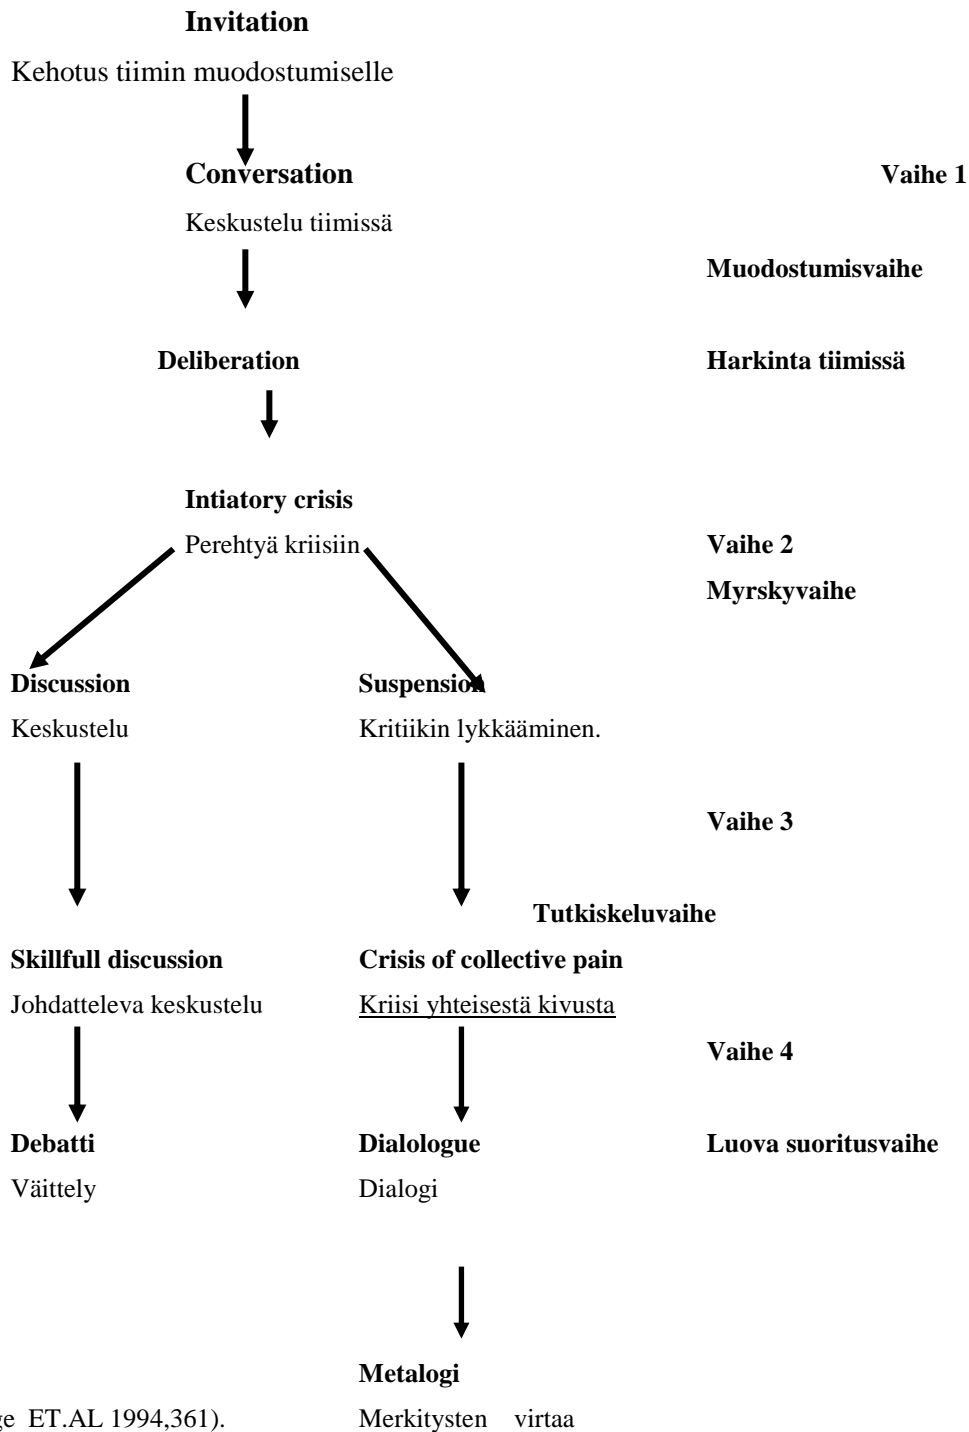 Invitation
Kehotus tiimin muodostumiselle
Conversation Vaihe 1
Keskustelu tiimissä
Muodostumisvaihe
Deliberation Harkinta tiimissä
Intiatory crisis
Perehtyä kriisiin Vaihe 2
Myrskyvaihe
Discussion Suspension
Keskustelu Kritiikin lykkääminen.
Vaihe 3
Tutkiskeluvaihe
Skillfull discussion Crisis of collective pain
Johdatteleva keskustelu Kriisi yhteisestä kivusta
Vaihe 4
Debatti Dialologue Luova suoritusvaihe
Väittely Dialogi
Metalogi
ge ET.AL 1994,361). Merkitysten virtaa